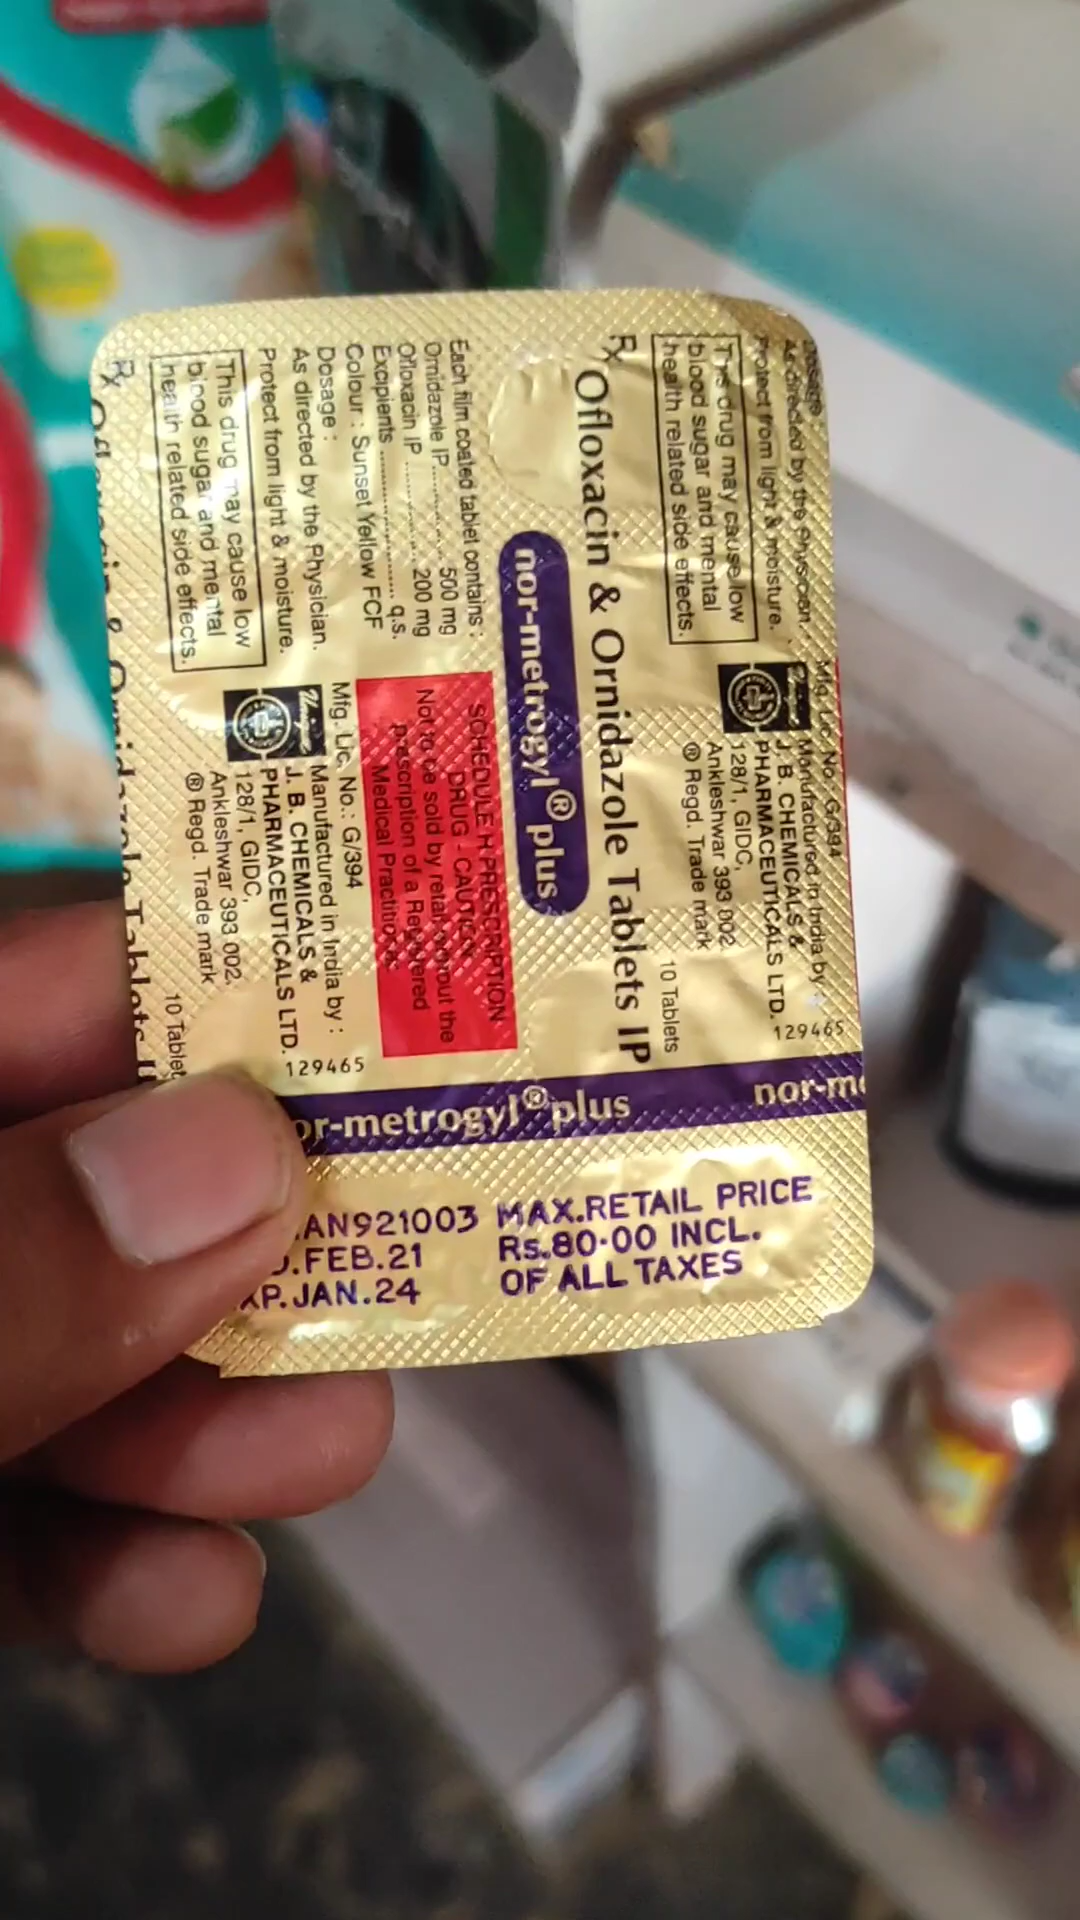 Dosage
As directed by the Physician.
Protect from light & moisture.
This drug may cause low
blood sugar and mental
health related side effects.
Mfg. Lic. No. G/394
Manufactured in India by
J. B. CHEMICALS &
PHARMACEUTICALS LTD.
128/1, GIDC,
Ankleshwar 393 002
® Regd. Trade mark
129465
10 Tablets
Rx Ofloxacin & Ornidazole Tablets IP
nor-metrogyl® plus
Each film coated tablet contains :
Ornidazole IP............... 500 mg
Ofloxacin IP ............... 200 mg
Excipients ................... q.s.
Colour : Sunset Yellow FCF
Dosage :
As directed by the Physician.
Protect from light & moisture.
This drug may cause low
blood sugar and mental
health related side effects.
SCHEDULE H PRESCRIPTION
DRUG - CAUTION
Not to be sold by retail without the
prescription of a Registered
Medical Practitioner
Mfg. Lic. No.: G/394
Manufactured in India by :
J. B. CHEMICALS &
PHARMACEUTICALS LTD.
128/1, GIDC,
Ankleshwar 393 002.
® Regd. Trade mark
Unique
129465
10 Tablet
Rx Ofloxacin & Ornidazole Tablets I
or-metrogyl® plus
nor-me
.AN921003
.FEB.21
XP.JAN.24
MAX.RETAIL PRICE
Rs.80·00 INCL.
OF ALL TAXES